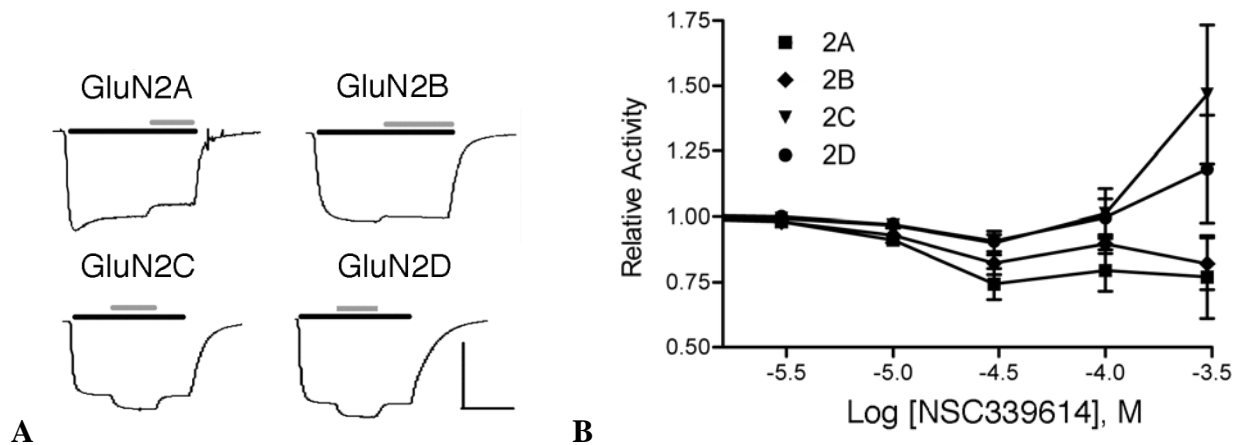 GluN2A
GluN2B
GluN2C
GluN2D
A
1.75
1.50
1.25
1.00
0.75
0.50
Relative Activity
2A
2B
2C
2D
-5.5
-5.0
-4.5
-4.0
-3.5
Log [NSC339614], M
B